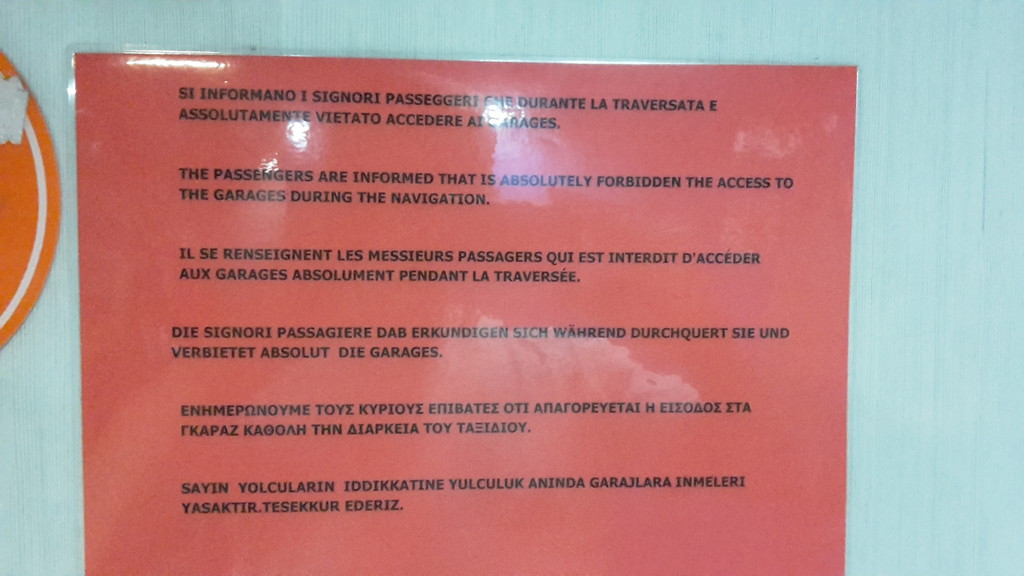 SI INFORMANO I SIGNORI PASSEGGERI CHE DURANTE LA TRAVERSATA E
ASSOLUTAMENTE VIETATO ACCEDERE AI GARAGES.
THE PASSENGERS ARE INFORMED THAT IS ABSOLUTELY FORBIDDEN THE ACCESS TO
THE GARAGES DURING THE NAVIGATION.
IL SE RENSEIGNENT LES MESSIEURS PASSAGERS QUI EST INTERDIT D'ACCÉDER
AUX GARAGES ABSOLUMENT PENDANT LA TRAVERSÉE.
DIE SIGNORI PASSAGIERE DAB ERKUNDIGEN SICH WÄHREND DURCHQUERT SIE UND
VERBIETET ABSOLUT DIE GARAGES.
ΕΝΗΜΕΡΩΝΟΥΜΕ ΤΟΥΣ ΚΥΡΙΟΥΣ ΕΠΙΒΑΤΕΣ ΟΤΙ ΑΠΑΓΟΡΕΥΕΤΑΙ Η ΕΙΣΟΔΟΣ ΣΤΑ
ΓΚΑΡΑΖ ΚΑΘΟΛΗ ΤΗΝ ΔΙΑΡΚΕΙΑ ΤΟΥ ΤΑΞΙΔΙΟΥ.
SAYIN YOLCULARIN IDDIKKATINE YULCULUK ANINDA GARAJLARA INMELERI
YASAKTIR.TESEKKUR EDERIZ.